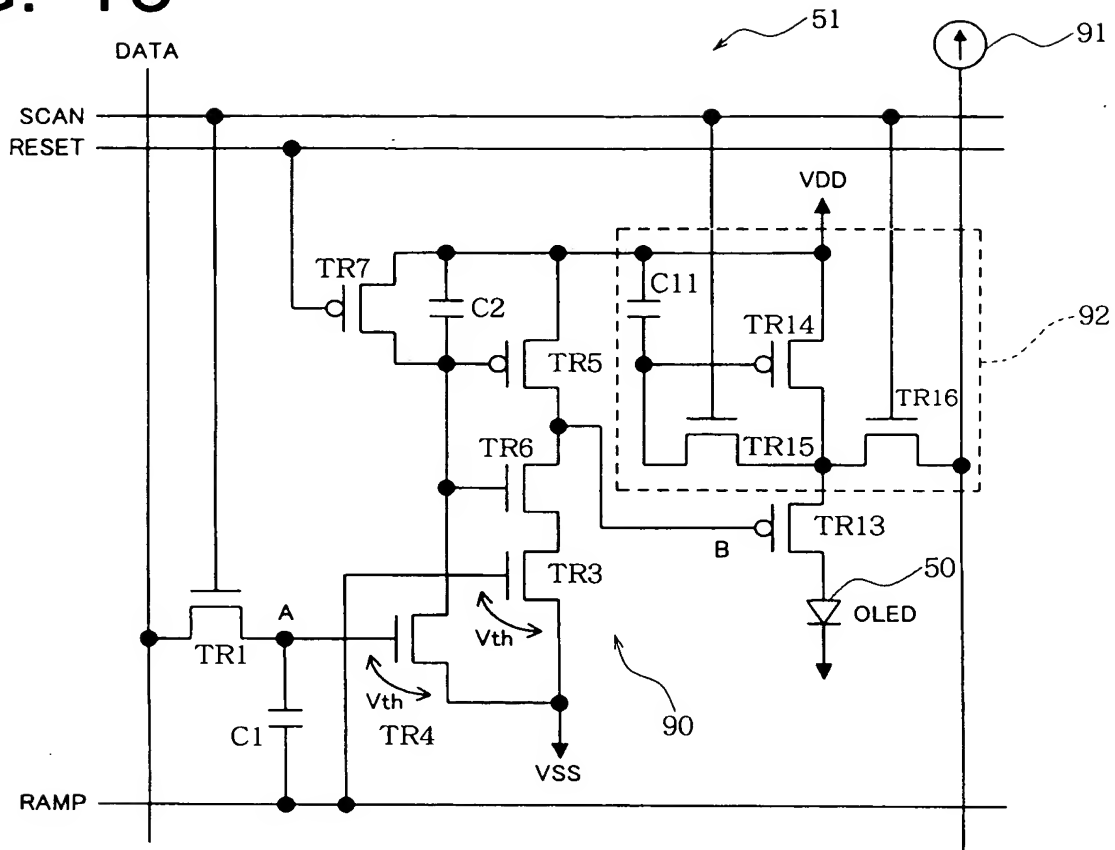 51
91
DATA
SCAN
RESET
VDD
TR7
C2
C11
TR14
92
TR5
TR16
TR6
TR15
B
TR13
TR3
50
A
Vth
OLED
TR1
Vth
C1
TR4
90
VSS
RAMP